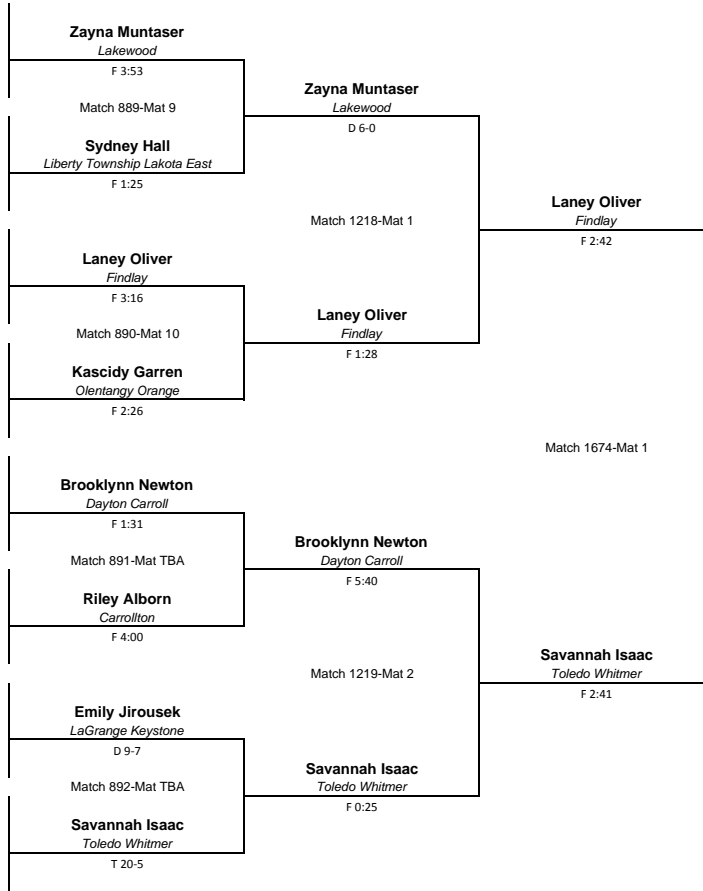 Zayna Muntaser
Lakewood
F 3:53
Match 889-Mat 9
Sydney Hall
Liberty Township Lakota East
F 1:25
Laney Oliver
Findlay
F 3:16
Match 890-Mat 10
Kascidy Garren
Olentangy Orange
F 2:26
Brooklynn Newton
Dayton Carroll
F 1:31
Match 891-Mat TBA
Riley Alborn
Carrollton
F 4:00
Emily Jirousek
LaGrange Keystone
D 9-7
Match 892-Mat TBA
Savannah Isaac
Toledo Whitmer
T 20-5
Zayna Muntaser
Lakewood
D 6-0
Match 1218-Mat 1
Laney Oliver
Findlay
F 1:28
Brooklynn Newton
Dayton Carroll
F 5:40
Match 1219-Mat 2
Savannah Isaac
Toledo Whitmer
F 0:25
Laney Oliver
Findlay
F 2:42
Match 1674-Mat 1
Savannah Isaac
Toledo Whitmer
F 2:41